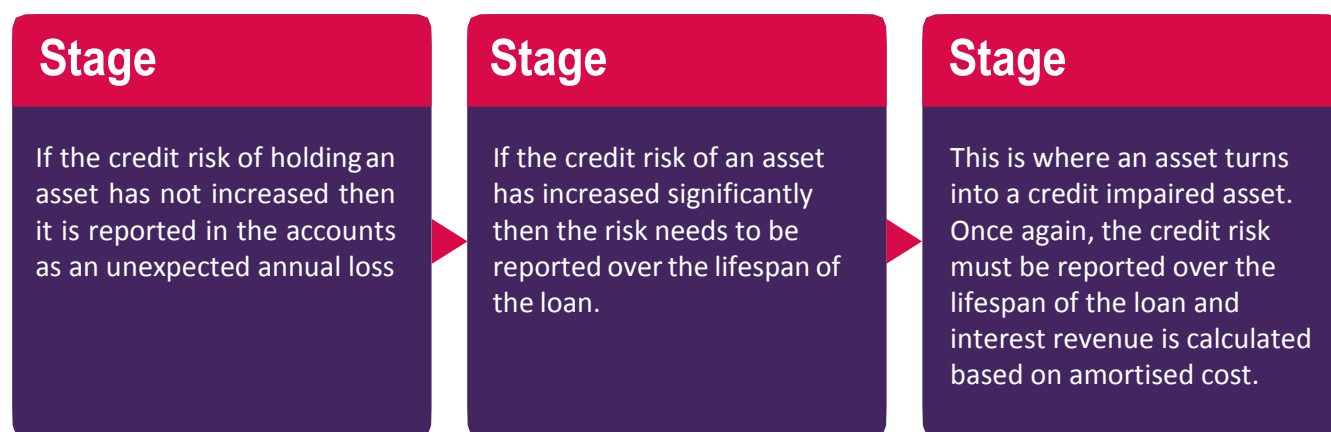 Stage
If the credit risk of holding an
asset has not increased then
it is reported in the accounts
as an unexpected annual loss
Stage
If the credit risk of an asset
has increased significantly
then the risk needs to be
reported over the lifespan of
the loan.
Stage
This is where an asset turns
into a credit impaired asset.
Once again, the credit risk
must be reported over the
lifespan of the loan and
interest revenue is calculated
based on amortised cost.